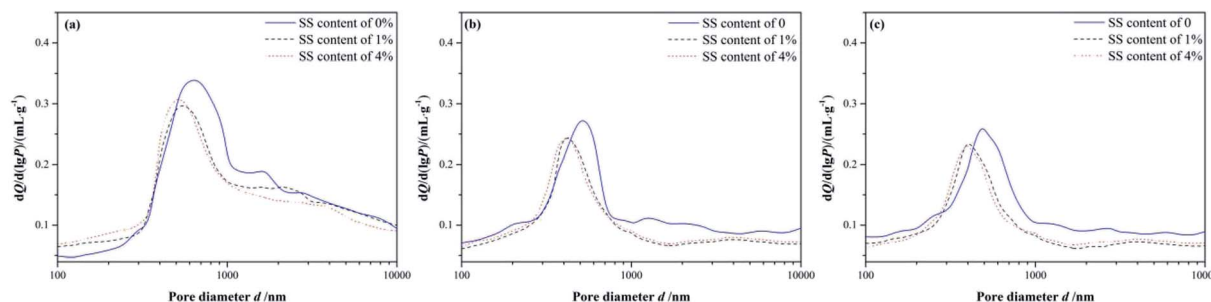 (a)
SS content of 0%
SS content of 1%
SS content of 4%
0.4
0.3
0.2
0.1
dQ/d(lgP)/(mL·g⁻¹)
100
1000
10000
Pore diameter d /nm
(b)
SS content of 0
SS content of 1%
SS content of 4%
0.4
0.3
0.2
0.1
dQ/d(lgP)/(mL·g⁻¹)
100
1000
10000
Pore diameter d /nm
(c)
SS content of 0
SS content of 1%
SS content of 4%
0.4
0.3
0.2
0.1
dQ/d(lgP)/(mL·g⁻¹)
100
1000
10000
Pore diameter d /nm